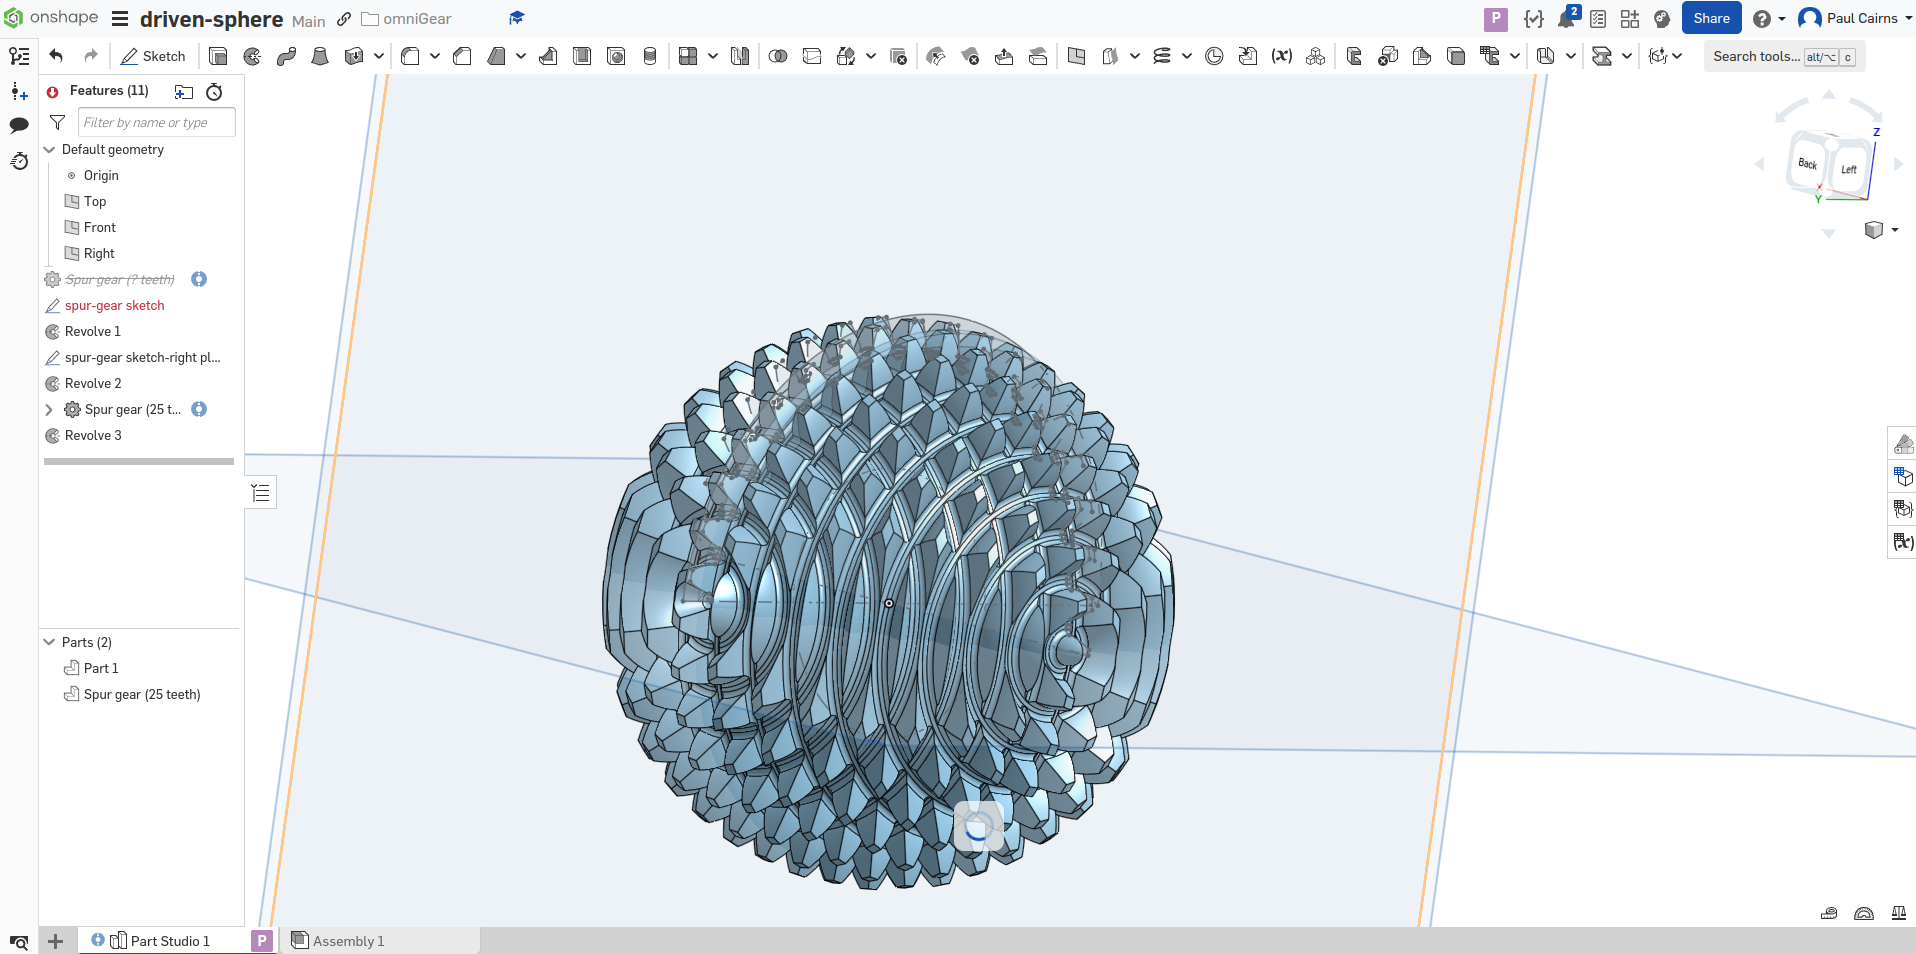 onshape
driven-sphere Main omniGear
P
2
Share
Paul Cairns
Sketch
Search tools... alt/⌥ c
Features (11)
Filter by name or type
Default geometry
Origin
Top
Front
Right
Spur gear (? teeth)
spur-gear sketch
Revolve 1
spur-gear sketch-right pl...
Revolve 2
Spur gear (25 t...
Revolve 3
Parts (2)
Part 1
Spur gear (25 teeth)
Z
Back
Left
X
Y
(x)
(x)
Part Studio 1
P
Assembly 1